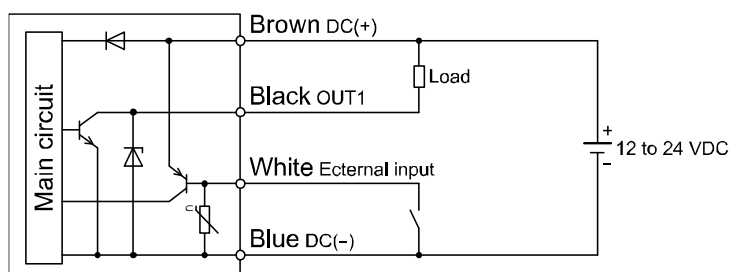 Brown DC(+)
Main circuit
Load
Black OUT1
+
12 to 24 VDC
−
White Ecternal input
Blue DC(−)